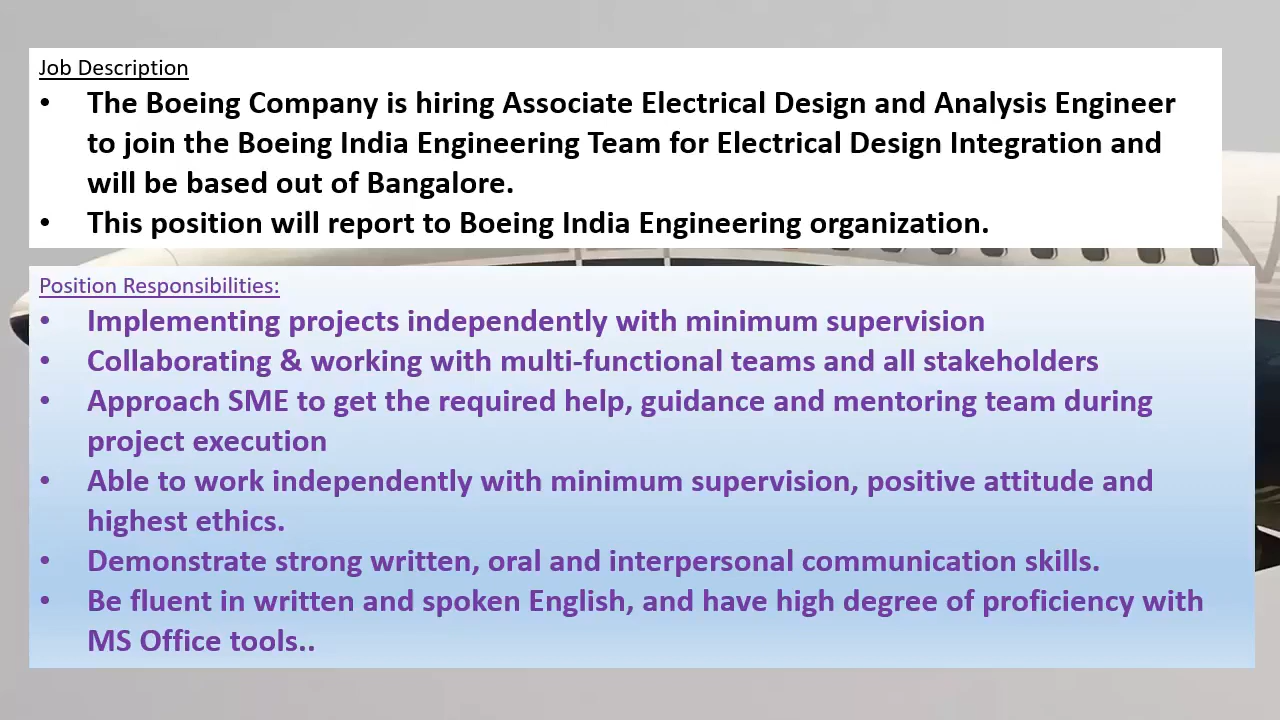 Job Description
• The Boeing Company is hiring Associate Electrical Design and Analysis Engineer
to join the Boeing India Engineering Team for Electrical Design Integration and
will be based out of Bangalore.
• This position will report to Boeing India Engineering organization.
Position Responsibilities:
• Implementing projects independently with minimum supervision
• Collaborating & working with multi-functional teams and all stakeholders
• Approach SME to get the required help, guidance and mentoring team during
project execution
• Able to work independently with minimum supervision, positive attitude and
highest ethics.
• Demonstrate strong written, oral and interpersonal communication skills.
• Be fluent in written and spoken English, and have high degree of proficiency with
MS Office tools..